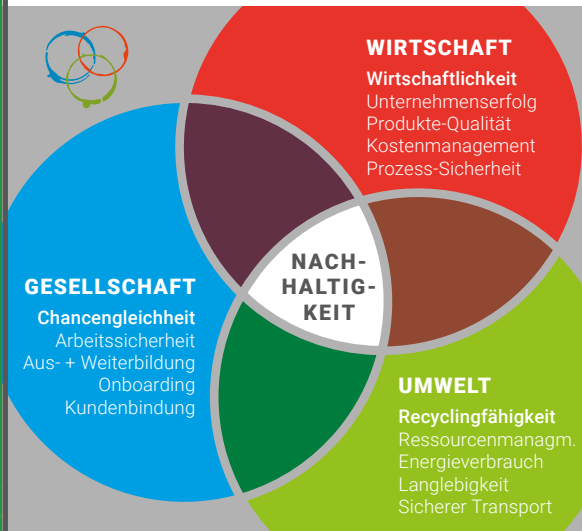 WIRTSCHAFT
Wirtschaftlichkeit
Unternehmenserfolg
Produkte-Qualität
Kostenmanagement
Prozess-Sicherheit
NACH-
HALTIG-
KEIT
GESELLSCHAFT
Chancengleichheit
Arbeitssicherheit
Aus- + Weiterbildung
Onboarding
Kundenbindung
UMWELT
Recyclingfähigkeit
Ressourcenmanagm.
Energieverbrauch
Langlebigkeit
Sicherer Transport